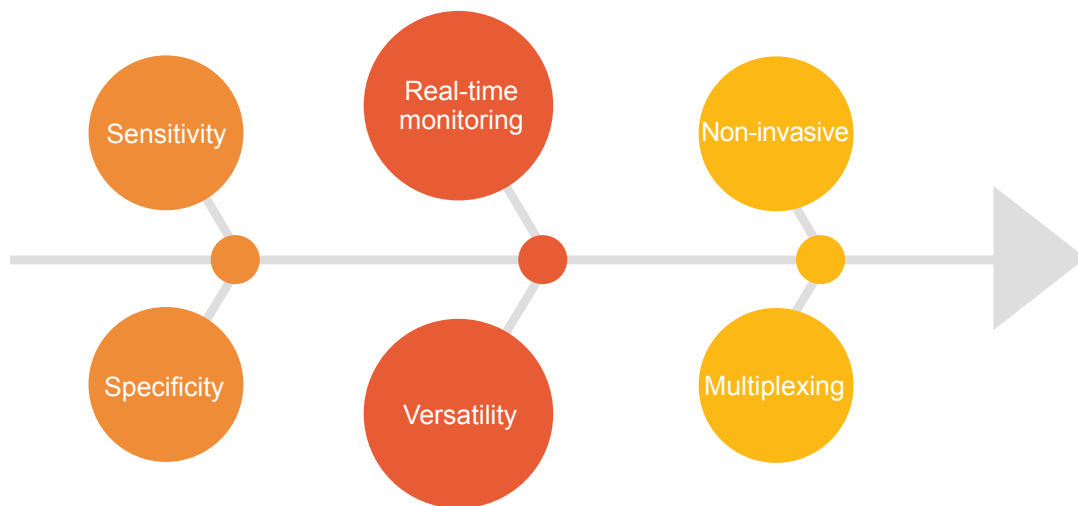 Sensitivity
Real-time
monitoring
Non-invasive
Specificity
Versatility
Multiplexing